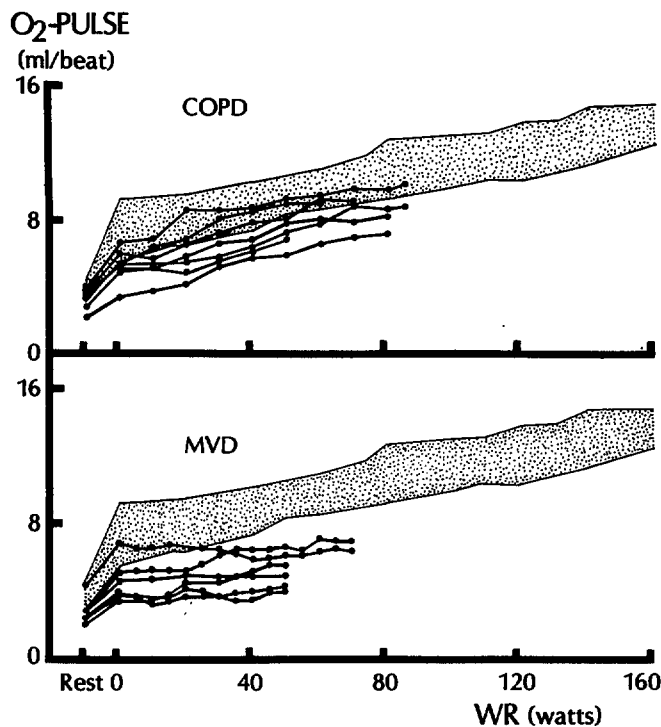 O₂-PULSE
(ml/beat)
16
COPD
8
0
16
MVD
8
0
Rest 0 40 80 120 160
WR (watts)